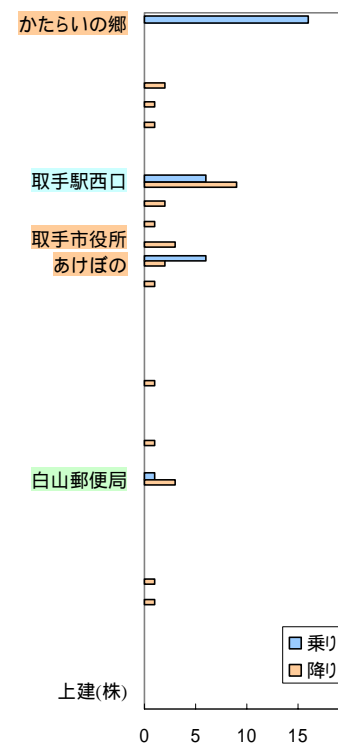 かたらいの郷
取手駅西口
取手市役所
あけぼの
白山郵便局
上建(株)
乗り
降り
0 5 10 15